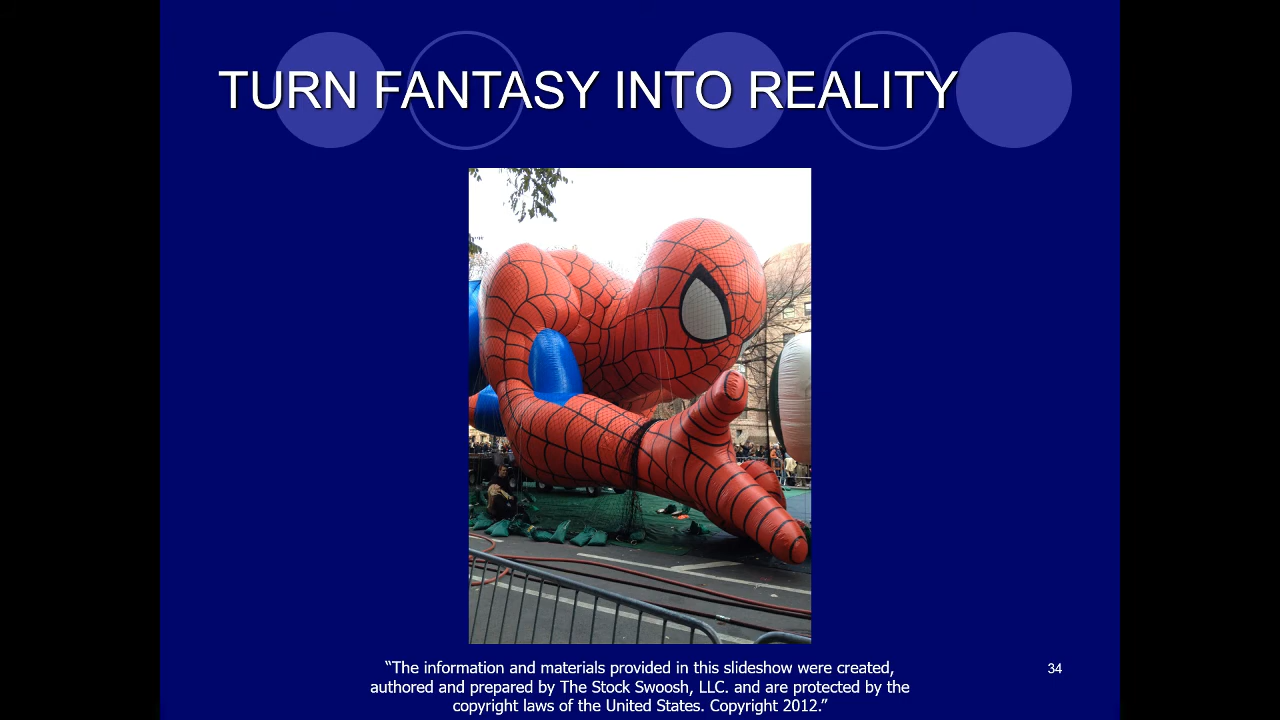 TURN FANTASY INTO REALITY
“The information and materials provided in this slideshow were created,
authored and prepared by The Stock Swoosh, LLC. and are protected by the
copyright laws of the United States. Copyright 2012.”
34